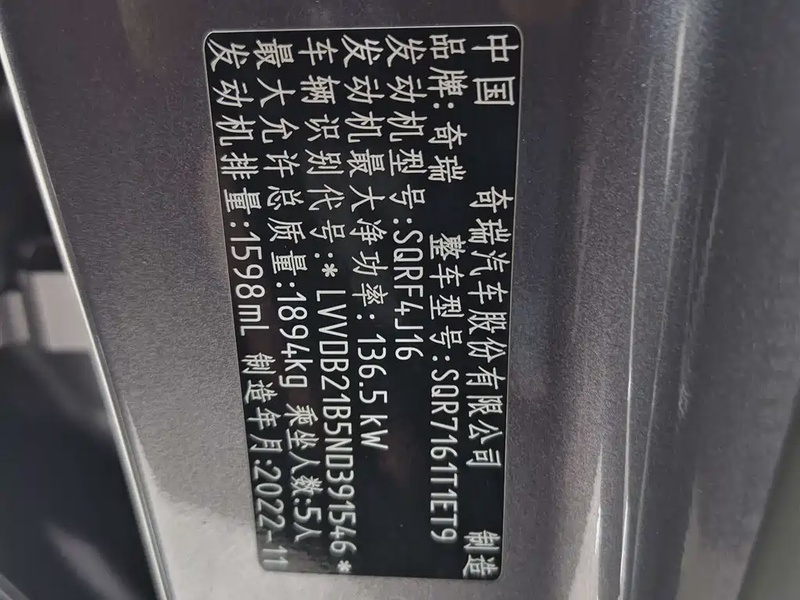 中国 奇瑞汽车股份有限公司 制造
品牌:奇瑞 整车型号:SQR7161T1ET9
发动机型号:SQRF4J16
发动机最大净功率:136.5kW
车辆识别代号:*LVVDB21B5ND391546*
最大允许总质量:1894kg 乘坐人数:5人
发动机排量:1598mL 制造年月:2022-11